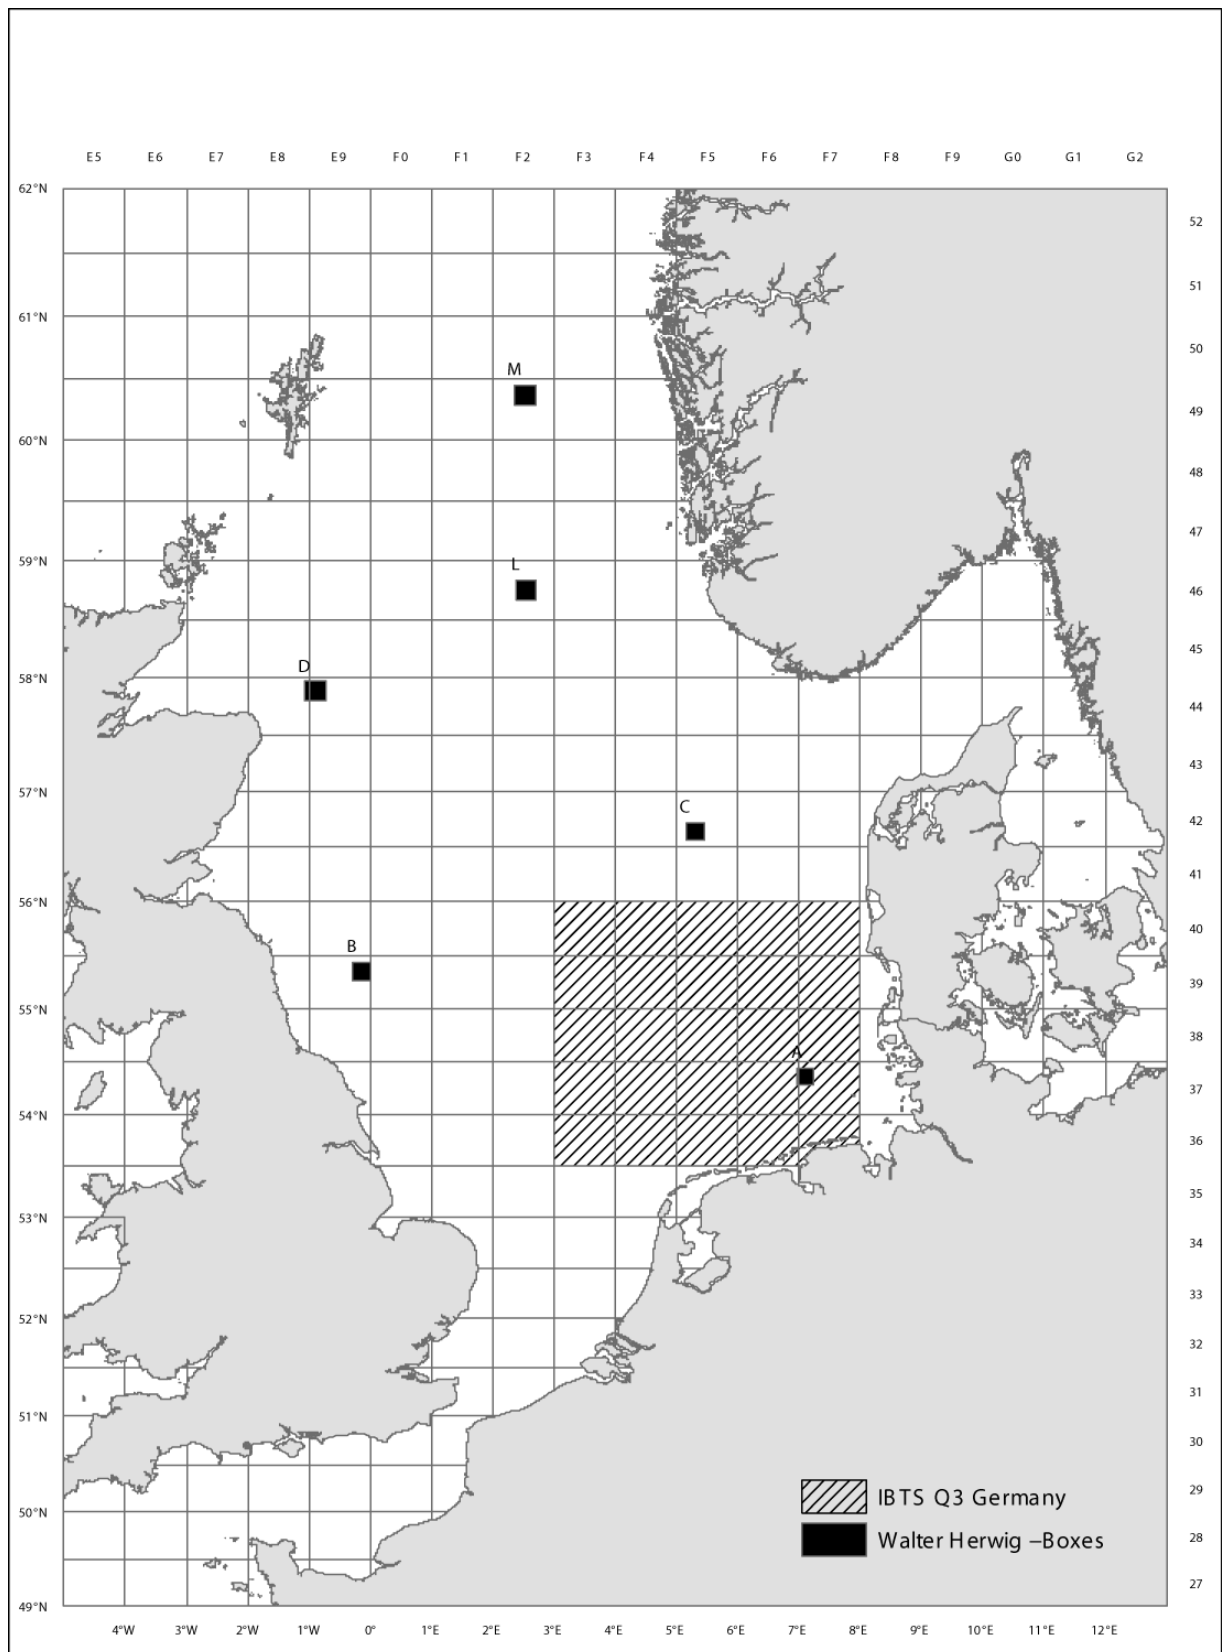 E5 E6 E7 E8 E9 F0 F1 F2 F3 F4 F5 F6 F7 F8 F9 G0 G1 G2
62°N
52
51
61°N
50
M
49
60°N
48
47
59°N
L
46
45
D
58°N
44
43
57°N
C
42
41
56°N
40
B
39
55°N
38
A
37
54°N
36
35
53°N
34
33
52°N
32
31
51°N
30
IBTS Q3 Germany
29
50°N
Walter Herwig –Boxes
28
27
49°N
4°W 3°W 2°W 1°W 0° 1°E 2°E 3°E 4°E 5°E 6°E 7°E 8°E 9°E 10°E 11°E 12°E